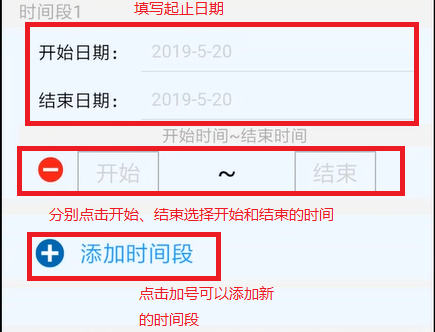 时间段1
填写起止日期
开始日期：
2019-5-20
结束日期：
2019-5-20
开始时间~结束时间
开始 ~ 结束
分别点击开始、结束选择开始和结束的时间
添加时间段
点击加号可以添加新
的时间段